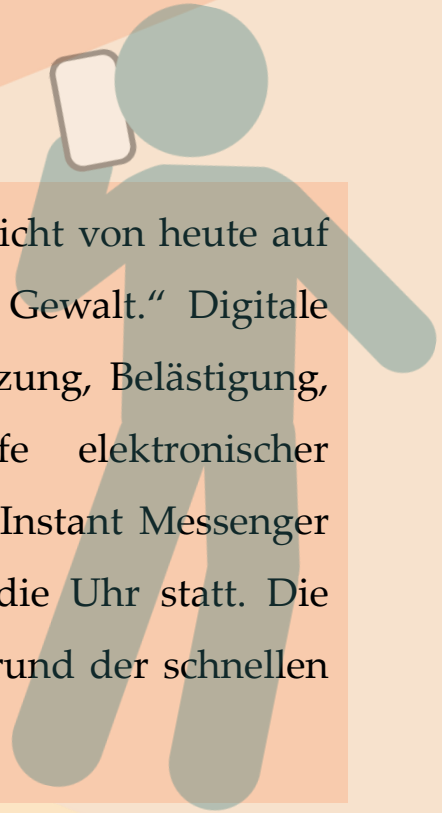 icht von heute auf
Gewalt.“ Digitale
zung, Belästigung,
fe elektronischer
Instant Messenger
die Uhr statt. Die
rund der schnellen